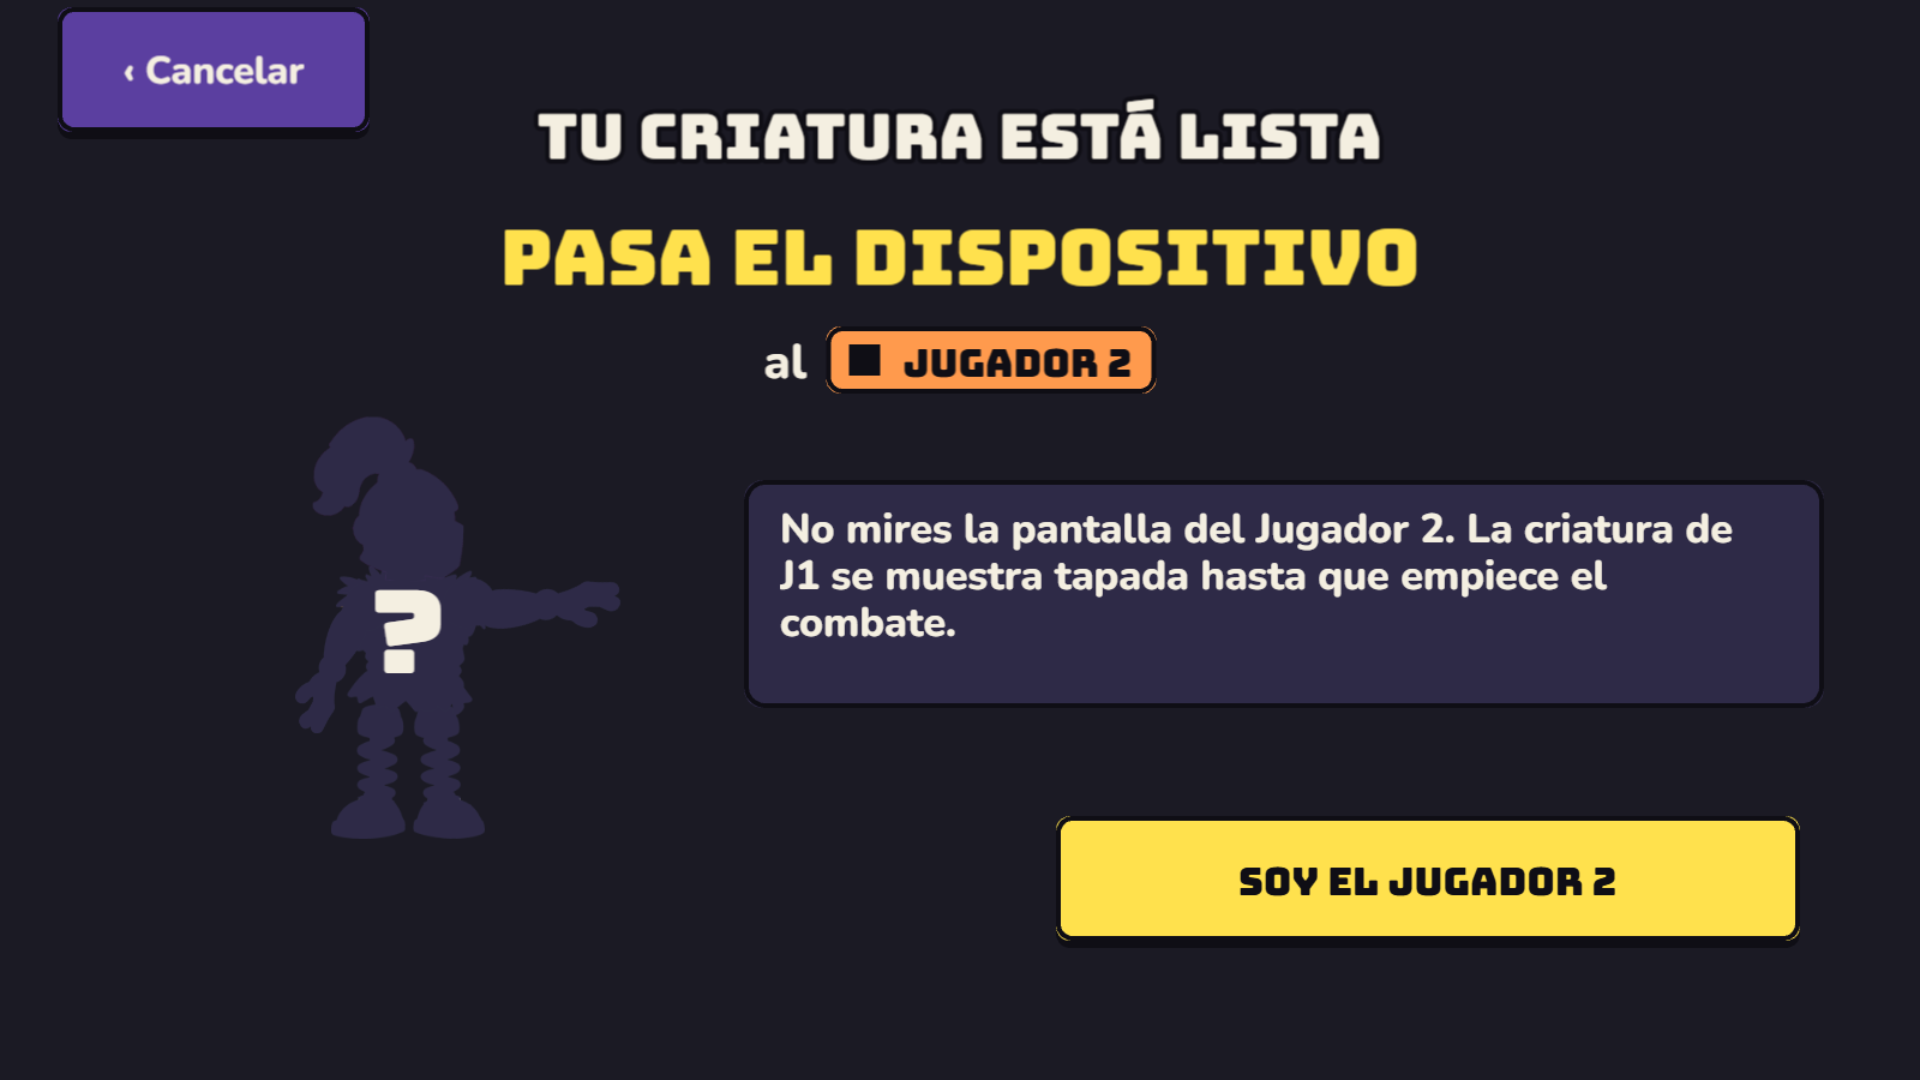 ‹ Cancelar
TU CRIATURA ESTÁ LISTA
PASA EL DISPOSITIVO
al JUGADOR 2
?
No mires la pantalla del Jugador 2. La criatura de
J1 se muestra tapada hasta que empiece el
combate.
SOY EL JUGADOR 2